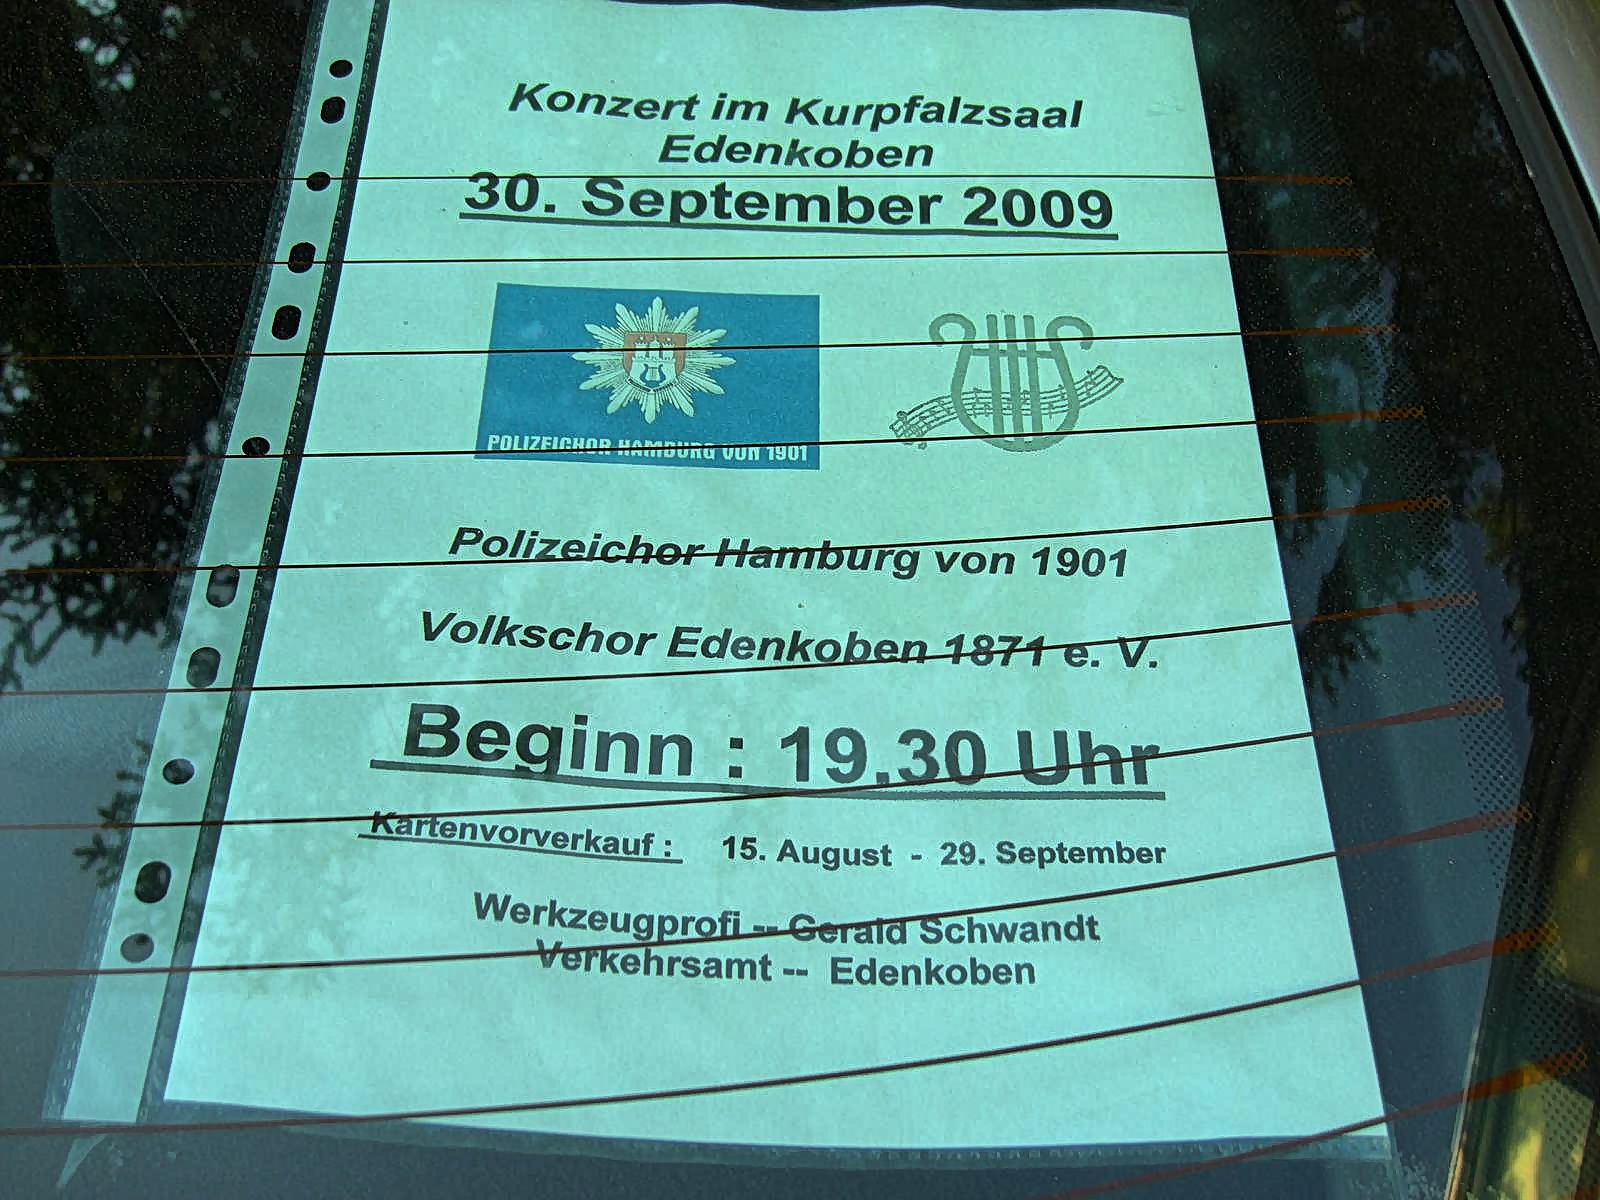 Konzert im Kurpfalzsaal
Edenkoben
30. September 2009
POLIZEICHOR HAMBURG VON 1901
Polizeichor Hamburg von 1901
Volkschor Edenkoben 1871 e. V.
Beginn : 19.30 Uhr
Kartenvorverkauf : 15. August - 29. September
Werkzeugprofi -- Gerald Schwandt
Verkehrsamt -- Edenkoben